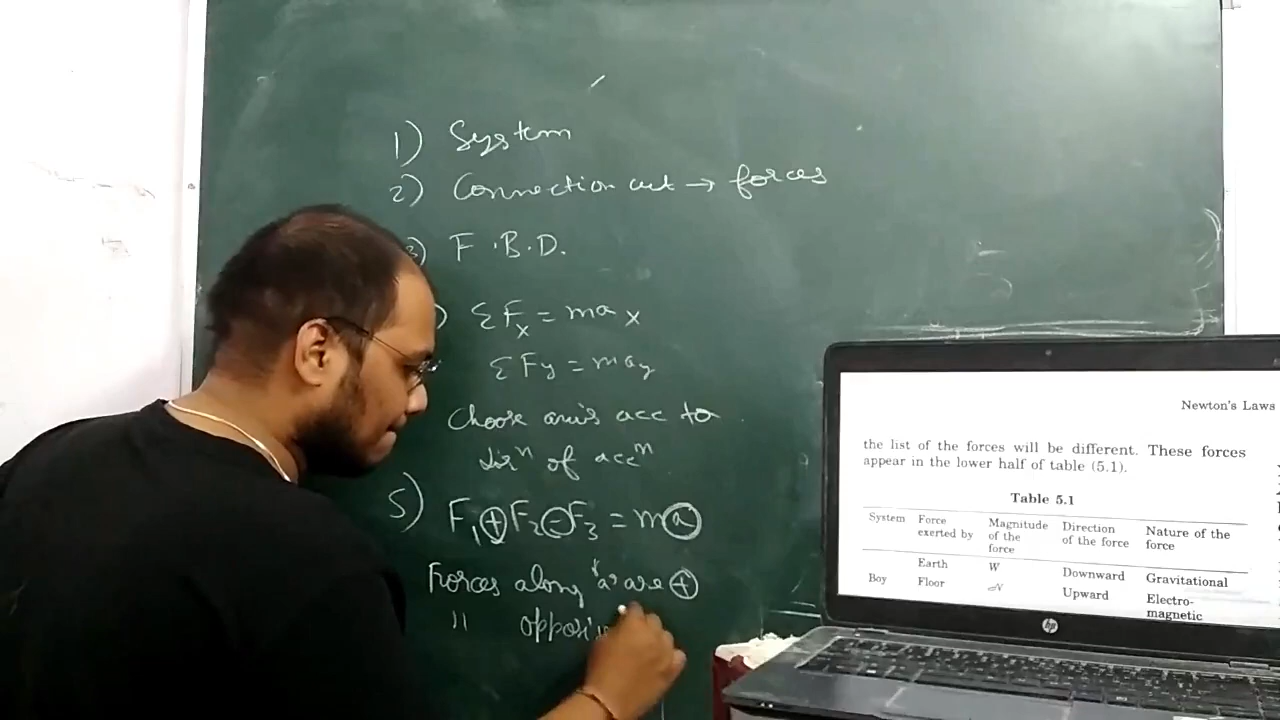 1) System
2) Connection cut → forces
3) F.B.D.
) ΣFx = max
ΣFy = may
Choose axis acc to
dirⁿ of accⁿ
5) F₁⊕F₂⊖F₃ = ma
Forces along 'a' are ⊕
" opposi
Newton's Laws
the list of the forces will be different. These forces
appear in the lower half of table (5.1).
Table 5.1
System Force exerted by Magnitude of the force Direction of the force Nature of the force
Earth W Downward Gravitational
Boy Floor 𝒩 Upward Electro-
magnetic
hp